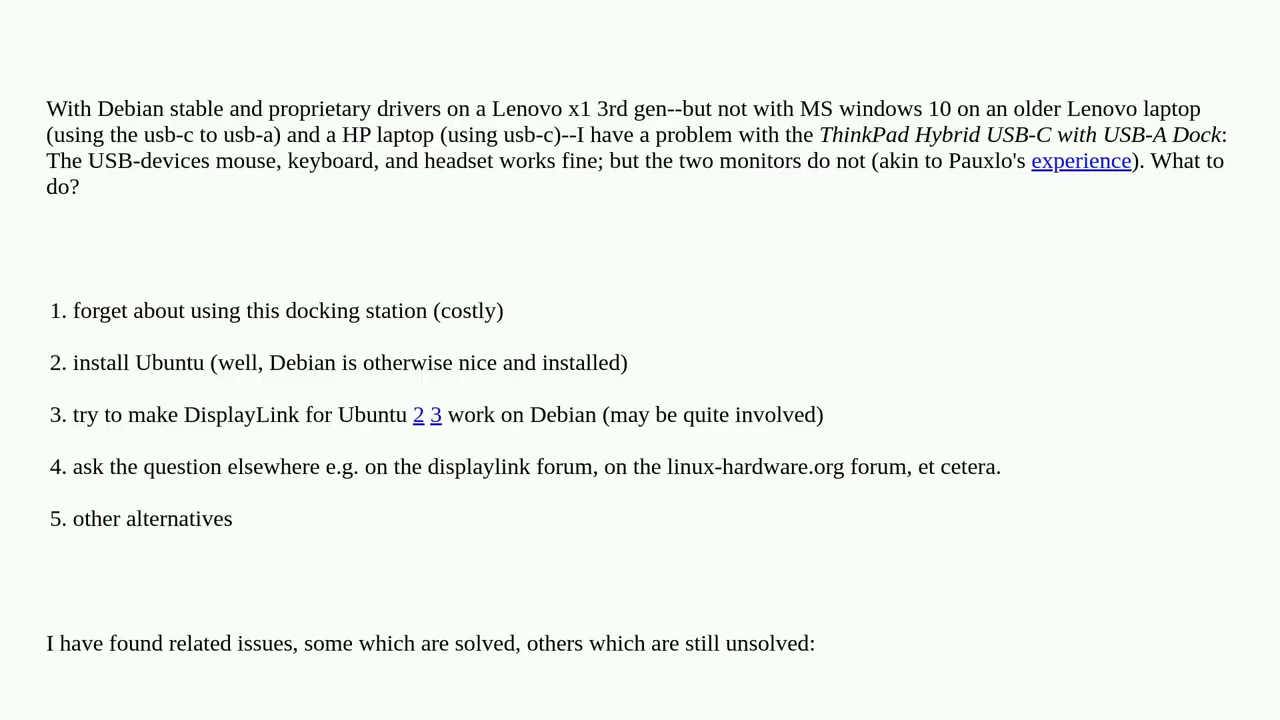 With Debian stable and proprietary drivers on a Lenovo x1 3rd gen--but not with MS windows 10 on an older Lenovo laptop
(using the usb-c to usb-a) and a HP laptop (using usb-c)--I have a problem with the ThinkPad Hybrid USB-C with USB-A Dock:
The USB-devices mouse, keyboard, and headset works fine; but the two monitors do not (akin to Pauxlo's experience). What to
do?
1. forget about using this docking station (costly)
2. install Ubuntu (well, Debian is otherwise nice and installed)
3. try to make DisplayLink for Ubuntu 2 3 work on Debian (may be quite involved)
4. ask the question elsewhere e.g. on the displaylink forum, on the linux-hardware.org forum, et cetera.
5. other alternatives
I have found related issues, some which are solved, others which are still unsolved: